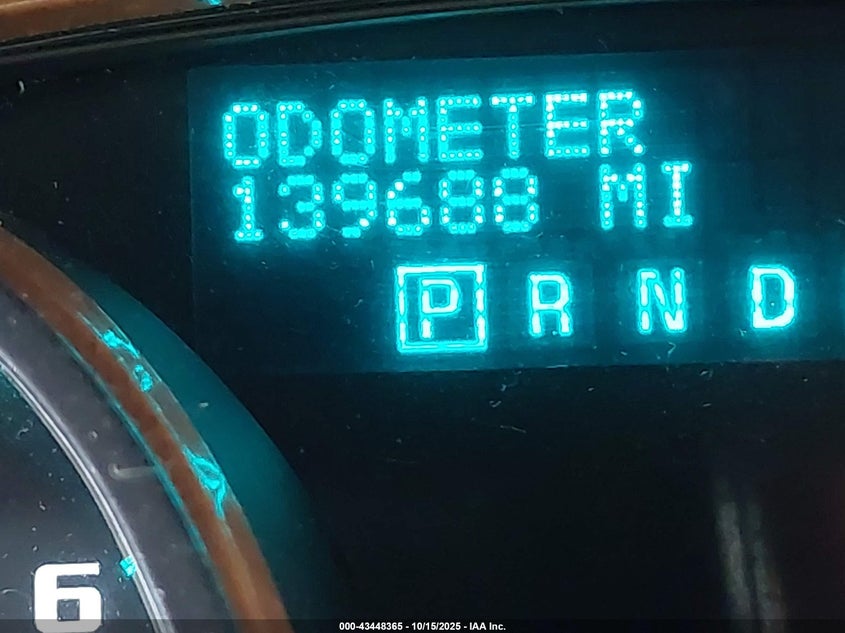 ODOMETER
139688 MI
P R N D
6
000-43448365 - 10/15/2025 - IAA Inc.